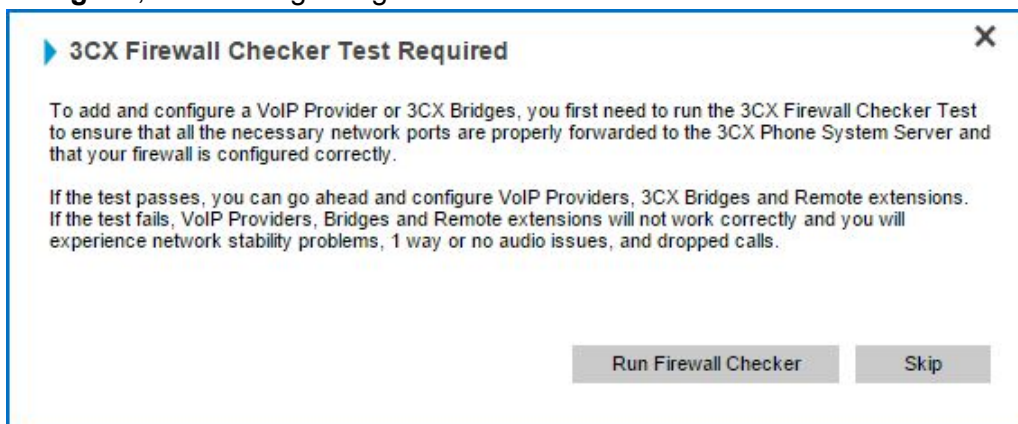 3CX Firewall Checker Test Required
To add and configure a VoIP Provider or 3CX Bridges, you first need to run the 3CX Firewall Checker Test
to ensure that all the necessary network ports are properly forwarded to the 3CX Phone System Server and
that your firewall is configured correctly.
If the test passes, you can go ahead and configure VoIP Providers, 3CX Bridges and Remote extensions.
If the test fails, VoIP Providers, Bridges and Remote extensions will not work correctly and you will
experience network stability problems, 1 way or no audio issues, and dropped calls.
Run Firewall Checker
Skip